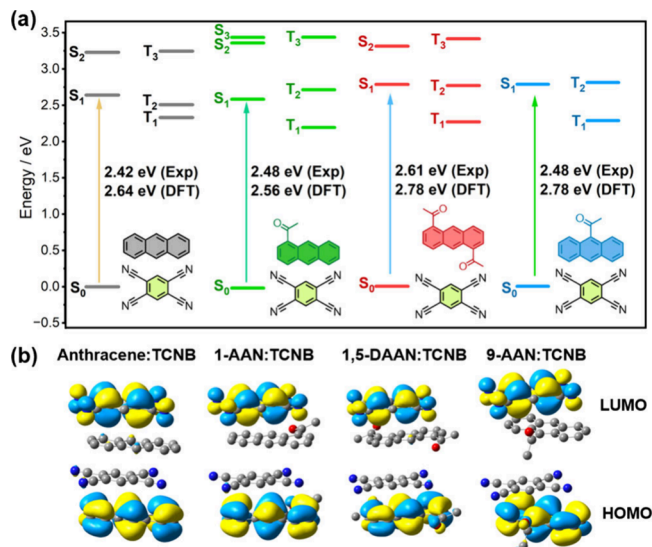 (a)
Energy / eV
3.5
3.0
2.5
2.0
1.5
1.0
0.5
0.0
−0.5
S₂
S₁
S₀
T₃
T₂
T₁
2.42 eV (Exp)
2.64 eV (DFT)
S₃
S₂
S₁
S₀
T₃
T₂
T₁
2.48 eV (Exp)
2.56 eV (DFT)
S₂
S₁
S₀
T₃
T₂
T₁
2.61 eV (Exp)
2.78 eV (DFT)
S₁
S₀
T₂
T₁
2.48 eV (Exp)
2.78 eV (DFT)
N N
N N
O
N N
N N
O
O
N N
N N
O
N N
N N
(b)
Anthracene:TCNB 1-AAN:TCNB 1,5-DAAN:TCNB 9-AAN:TCNB
LUMO
HOMO